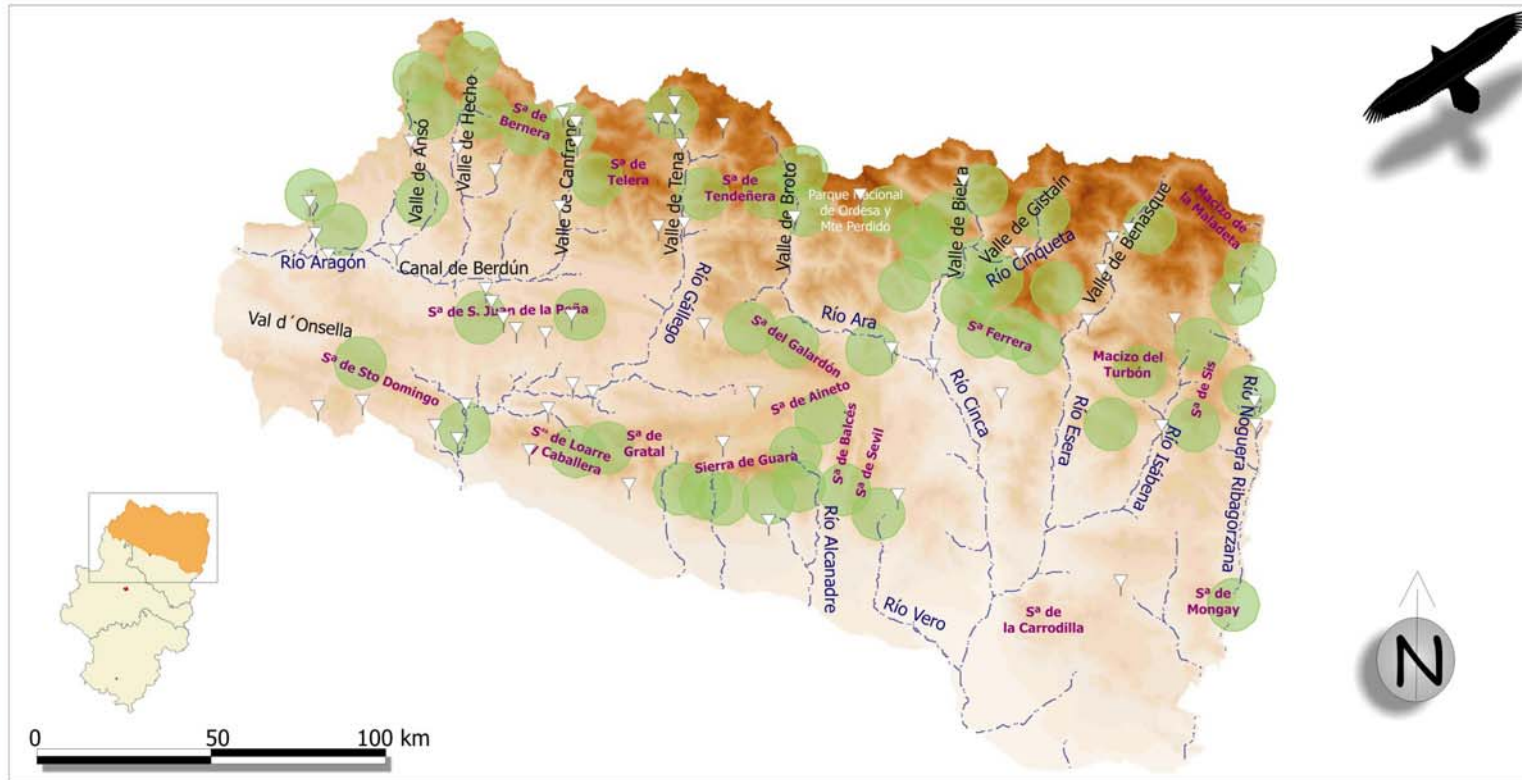 Valle de Ansó
Valle de Hecho
Sª de
Bernera
Valle de Canfranc
Sª de
Telera
Valle de Tena
Sª de
Tendeñera
Valle de Broto
Parque Nacional
de Ordesa y
Mte Perdido
Valle de Bielsa
Valle de Gistaín
Río Cinqueta
Valle de Benasque
Macizo de
la Maladeta
Río Aragón
Canal de Berdún
Sª de S. Juan de la Peña
Val d´Onsella
Sª de Sto Domingo
Río Gállego
Sª del Galardón
Río Ara
Sª Ferrera
Macizo del
Turbón
Sª de Sis
Sª de Aineto
Río Cinca
Río Esera
Río Isabena
Río Noguera Ribagorzana
de Loarre
y Caballera
Sª de
Gratal
Sierra de Guara
Sª de Balcés
Sª de Sevil
Río Alcanadre
Río Vero
Sª de
la Carrodilla
Sª de
Mongay
0 50 100 km
N